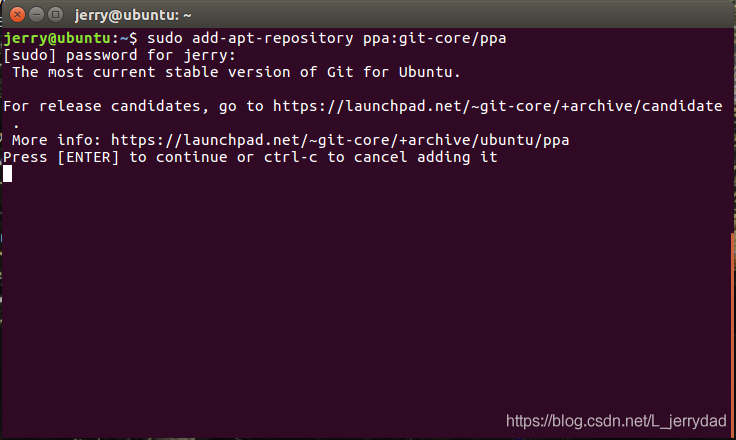 jerry@ubuntu: ~
jerry@ubuntu:~$ sudo add-apt-repository ppa:git-core/ppa
[sudo] password for jerry:
The most current stable version of Git for Ubuntu.
For release candidates, go to https://launchpad.net/~git-core/+archive/candidate
.
More info: https://launchpad.net/~git-core/+archive/ubuntu/ppa
Press [ENTER] to continue or ctrl-c to cancel adding it
https://blog.csdn.net/L_jerrydad